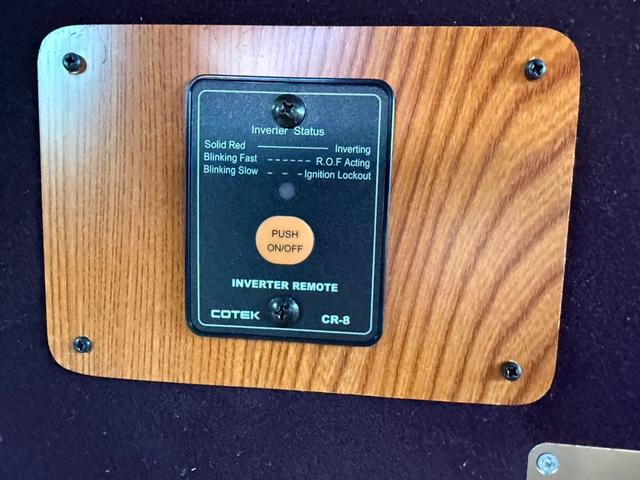 Inverter Status
Solid Red ———————— Inverting
Blinking Fast ------ R.O.F Acting
Blinking Slow - - - Ignition Lockout
PUSH
ON/OFF
INVERTER REMOTE
COTEK CR-8